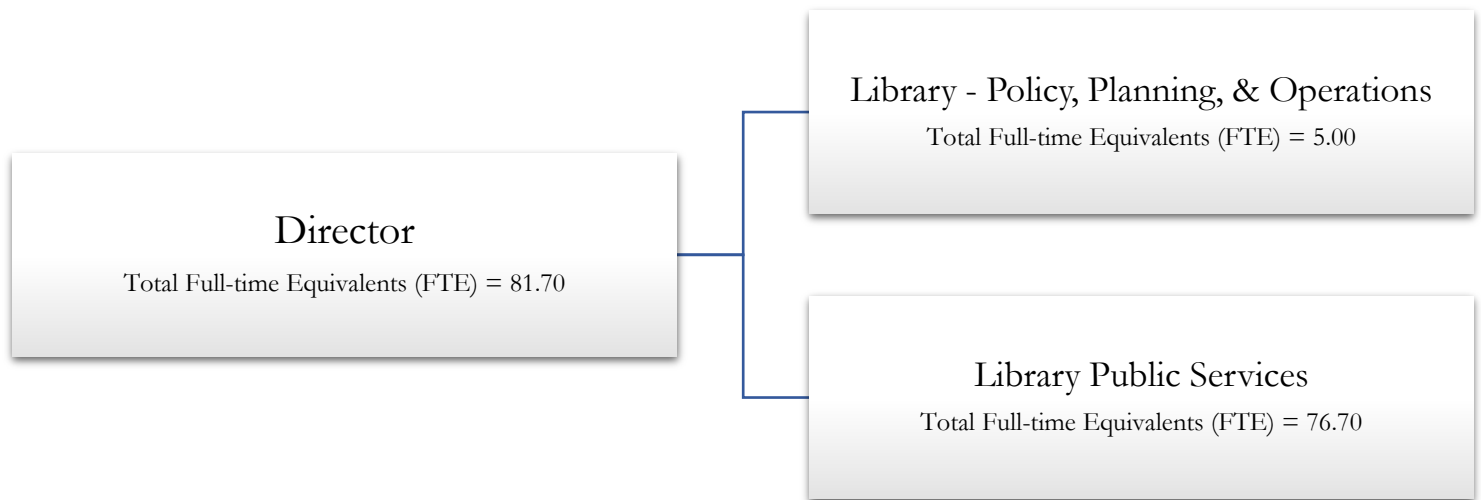 Director
Total Full-time Equivalents (FTE) = 81.70
Library - Policy, Planning, & Operations
Total Full-time Equivalents (FTE) = 5.00
Library Public Services
Total Full-time Equivalents (FTE) = 76.70